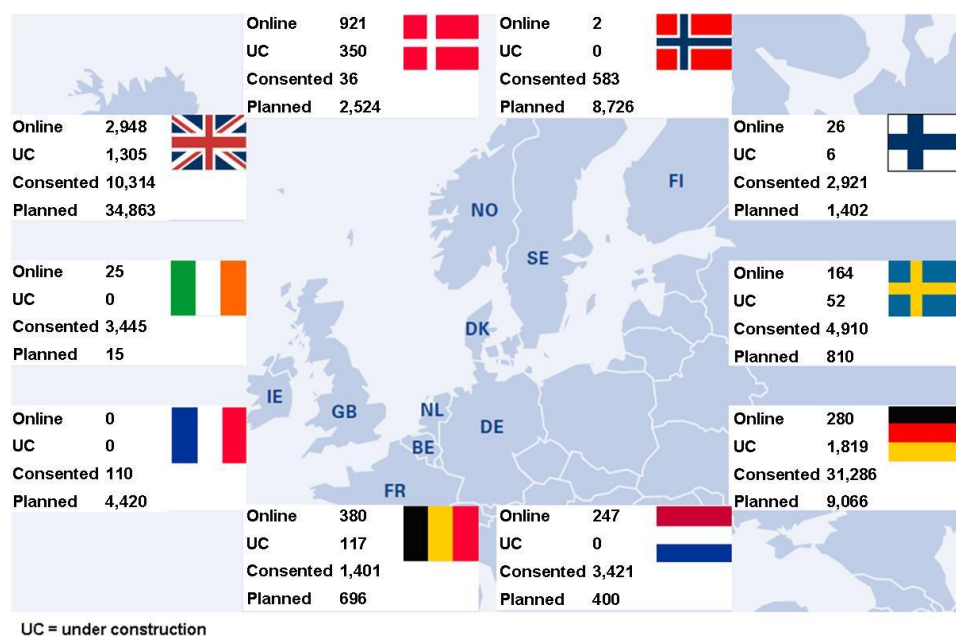 Online 921
UC 350
Consented 36
Planned 2,524
Online 2
UC 0
Consented 583
Planned 8,726
Online 2,948
UC 1,305
Consented 10,314
Planned 34,863
Online 26
UC 6
Consented 2,921
Planned 1,402
FI
NO
SE
Online 25
UC 0
Consented 3,445
Planned 15
Online 164
UC 52
Consented 4,910
Planned 810
DK
IE
GB
NL
DE
BE
FR
Online 0
UC 0
Consented 110
Planned 4,420
Online 280
UC 1,819
Consented 31,286
Planned 9,066
Online 380
UC 117
Consented 1,401
Planned 696
Online 247
UC 0
Consented 3,421
Planned 400
UC = under construction